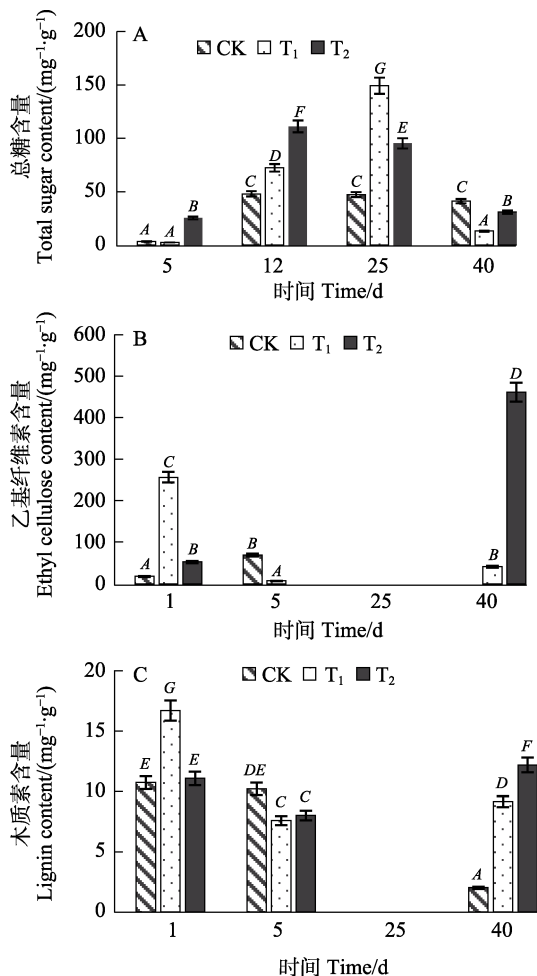 A
CK T₁ T₂
总糖含量
Total sugar content/(mg⁻¹·g⁻¹)
200
150
100
50
0
A A B
C D F
C G E
C A B
5 12 25 40
时间 Time/d
B
CK T₁ T₂
乙基纤维素含量
Ethyl cellulose content/(mg⁻¹·g⁻¹)
600
500
400
300
200
100
0
A C B
B A
B D
1 5 25 40
时间 Time/d
C
CK T₁ T₂
木质素含量
Lignin content/(mg⁻¹·g⁻¹)
20
15
10
5
0
E G E
DE C C
A D F
1 5 25 40
时间 Time/d